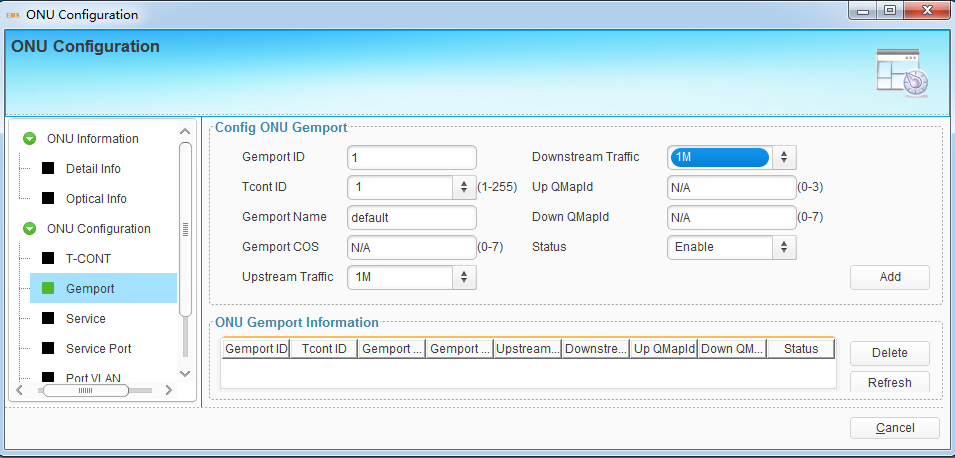 EMS ONU Configuration
ONU Configuration
ONU Information
Detail Info
Optical Info
ONU Configuration
T-CONT
Gemport
Service
Service Port
Port VLAN
Config ONU Gemport
Gemport ID 1 Downstream Traffic 1M
Tcont ID 1 (1-255) Up QMapId N/A (0-3)
Gemport Name default Down QMapId N/A (0-7)
Gemport COS N/A (0-7) Status Enable
Upstream Traffic 1M Add
ONU Gemport Information
Gemport ID Tcont ID Gemport ... Gemport ... Upstream... Downstre... Up QMapId Down QM... Status
Delete
Refresh
Cancel